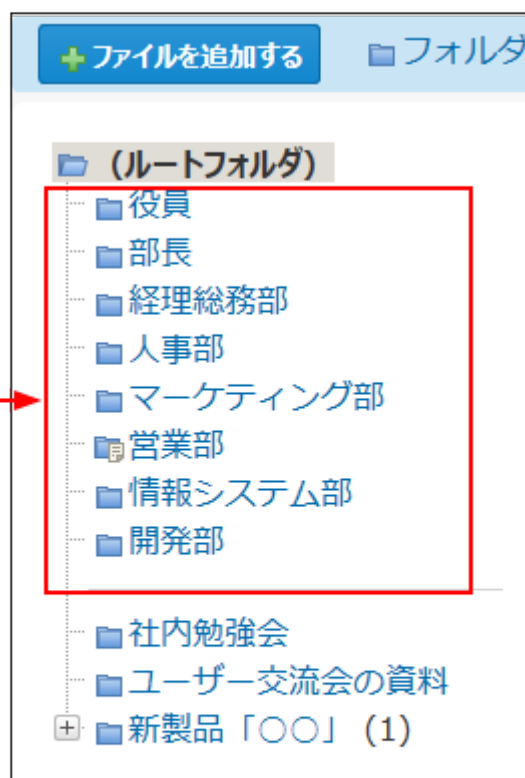 ファイルを追加する フォルダ
(ルートフォルダ)
役員
部長
経理総務部
人事部
マーケティング部
営業部
情報システム部
開発部
社内勉強会
ユーザー交流会の資料
新製品「○○」 (1)